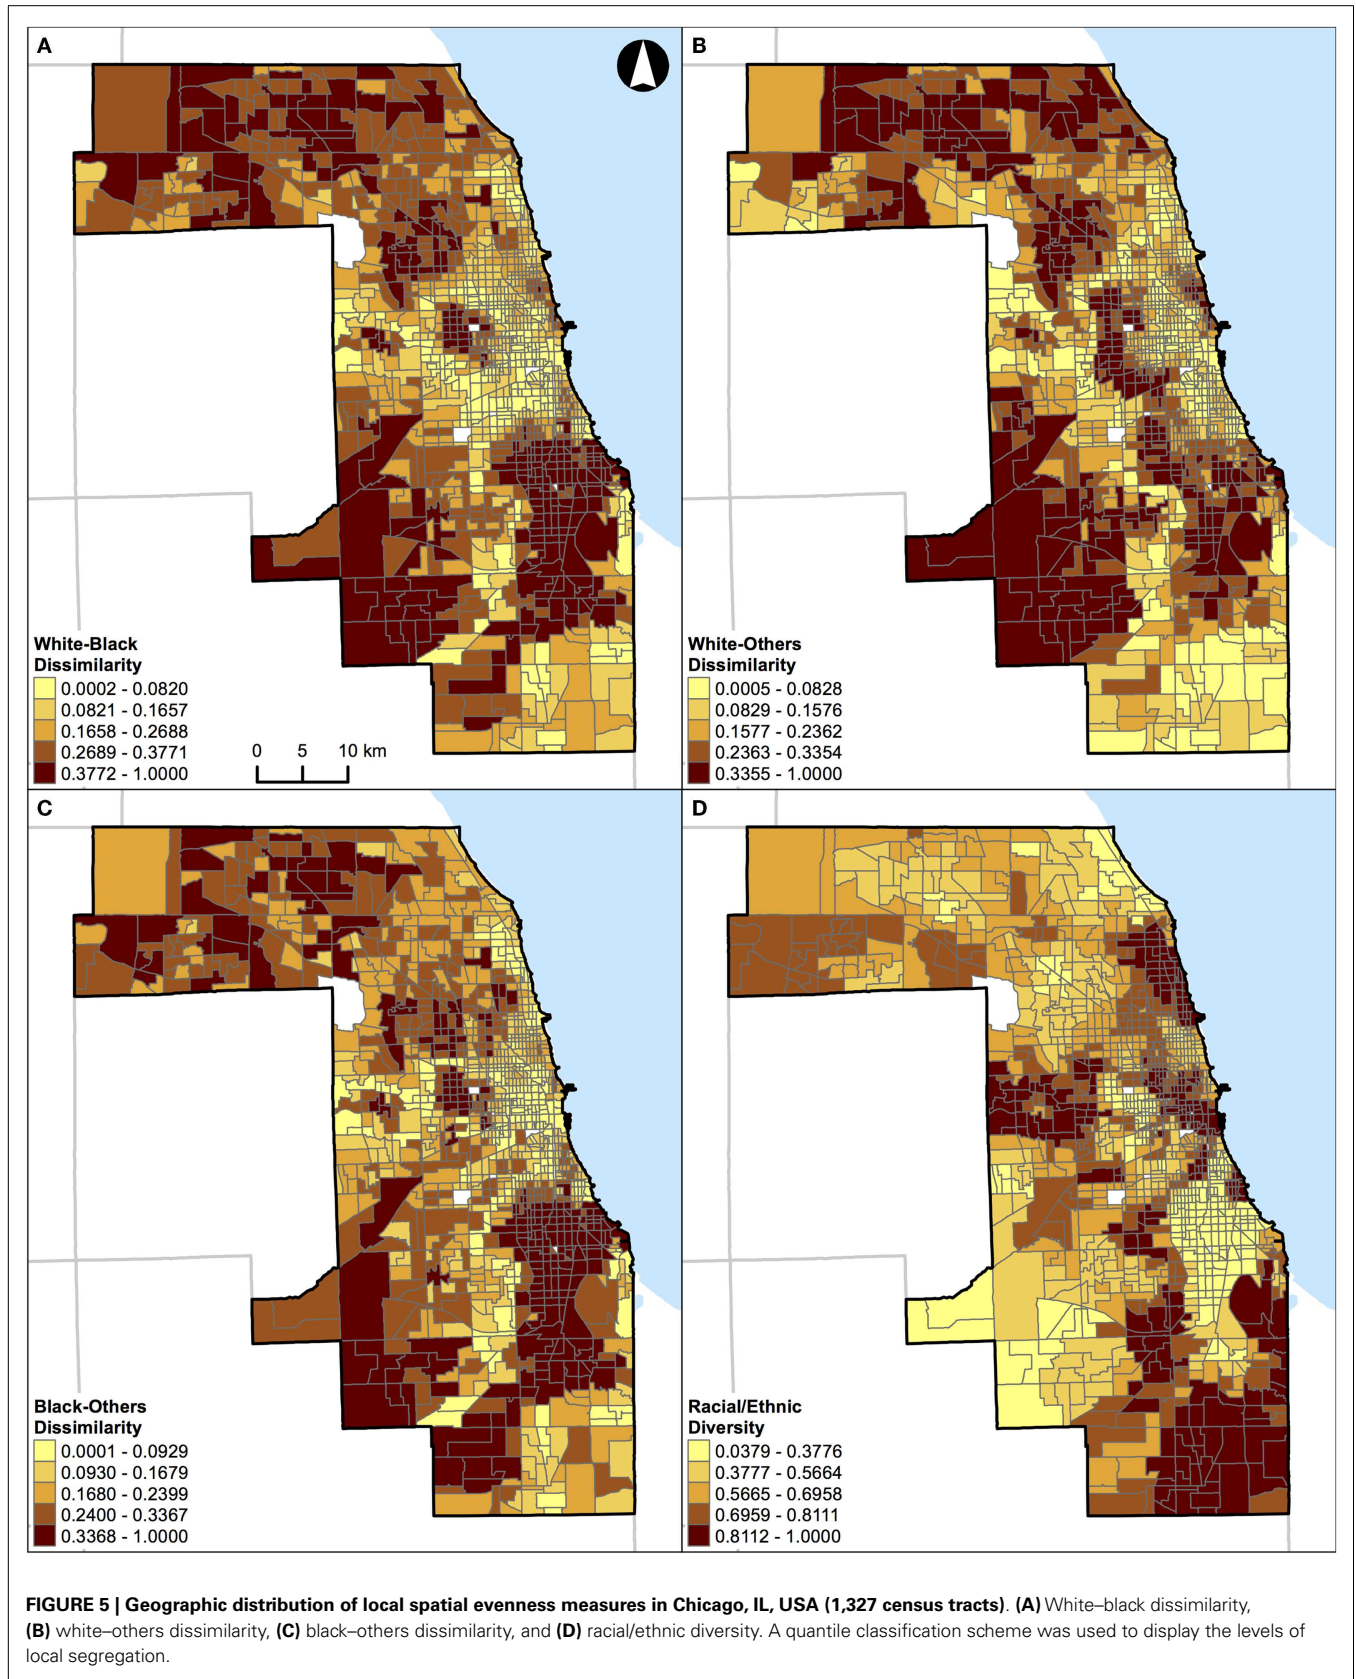 A
B
White-Black
Dissimilarity
0.0002 - 0.0820
0.0821 - 0.1657
0.1658 - 0.2688
0.2689 - 0.3771
0.3772 - 1.0000
0 5 10 km
White-Others
Dissimilarity
0.0005 - 0.0828
0.0829 - 0.1576
0.1577 - 0.2362
0.2363 - 0.3354
0.3355 - 1.0000
C
D
Black-Others
Dissimilarity
0.0001 - 0.0929
0.0930 - 0.1679
0.1680 - 0.2399
0.2400 - 0.3367
0.3368 - 1.0000
Racial/Ethnic
Diversity
0.0379 - 0.3776
0.3777 - 0.5664
0.5665 - 0.6958
0.6959 - 0.8111
0.8112 - 1.0000
FIGURE 5 | Geographic distribution of local spatial evenness measures in Chicago, IL, USA (1,327 census tracts). (A) White–black dissimilarity,
(B) white–others dissimilarity, (C) black–others dissimilarity, and (D) racial/ethnic diversity. A quantile classification scheme was used to display the levels of
local segregation.